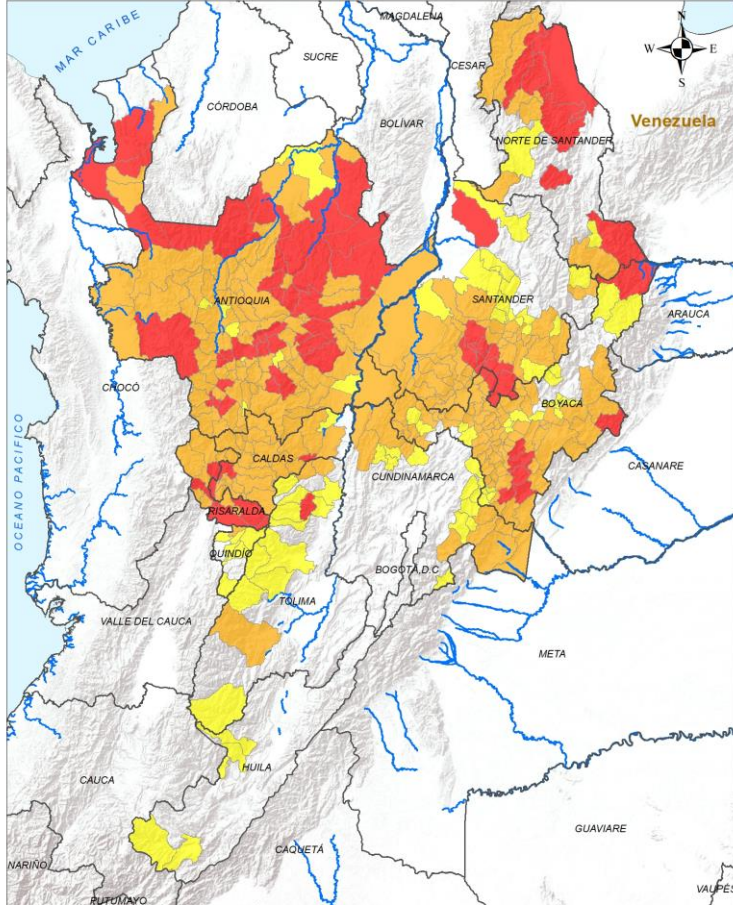 MAGDALENA
N
MAR CARIBE
W
E
SUCRE
CESAR
S
CÓRDOBA
BOLÍVAR
Venezuela
NORTE DE SANTANDER
ANTIOQUIA
SANTANDER
ARAUCA
CHOCÓ
BOYACA
OCEANO PACIFICO
CALDAS
CASANARE
CUNDINAMARCA
RISARALDA
QUINDÍO
BOGOTÁ, D.C
TOLIMA
VALLE DEL CAUCA
META
HUILA
CAUCA
GUAVIARE
CAQUETÁ
NARIÑO
VAUPÉS
PUTUMAYO